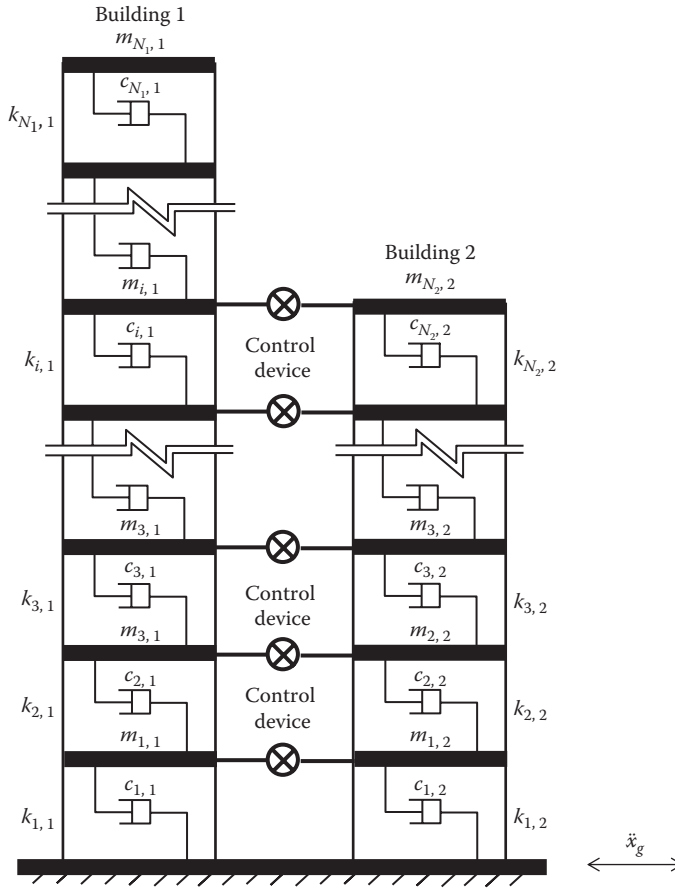 Building 1
m_{N_1, 1}
c_{N_1, 1}
k_{N_1, 1}
m_{i, 1}
Building 2
m_{N_2, 2}
c_{i, 1}
k_{i, 1}
Control
device
c_{N_2, 2}
k_{N_2, 2}
m_{3, 1}
m_{3, 2}
c_{3, 1}
k_{3, 1}
Control
device
c_{3, 2}
k_{3, 2}
m_{3, 1}
m_{2, 2}
c_{2, 1}
k_{2, 1}
Control
device
c_{2, 2}
k_{2, 2}
m_{1, 1}
m_{1, 2}
c_{1, 1}
k_{1, 1}
c_{1, 2}
k_{1, 2}
ẍ_g